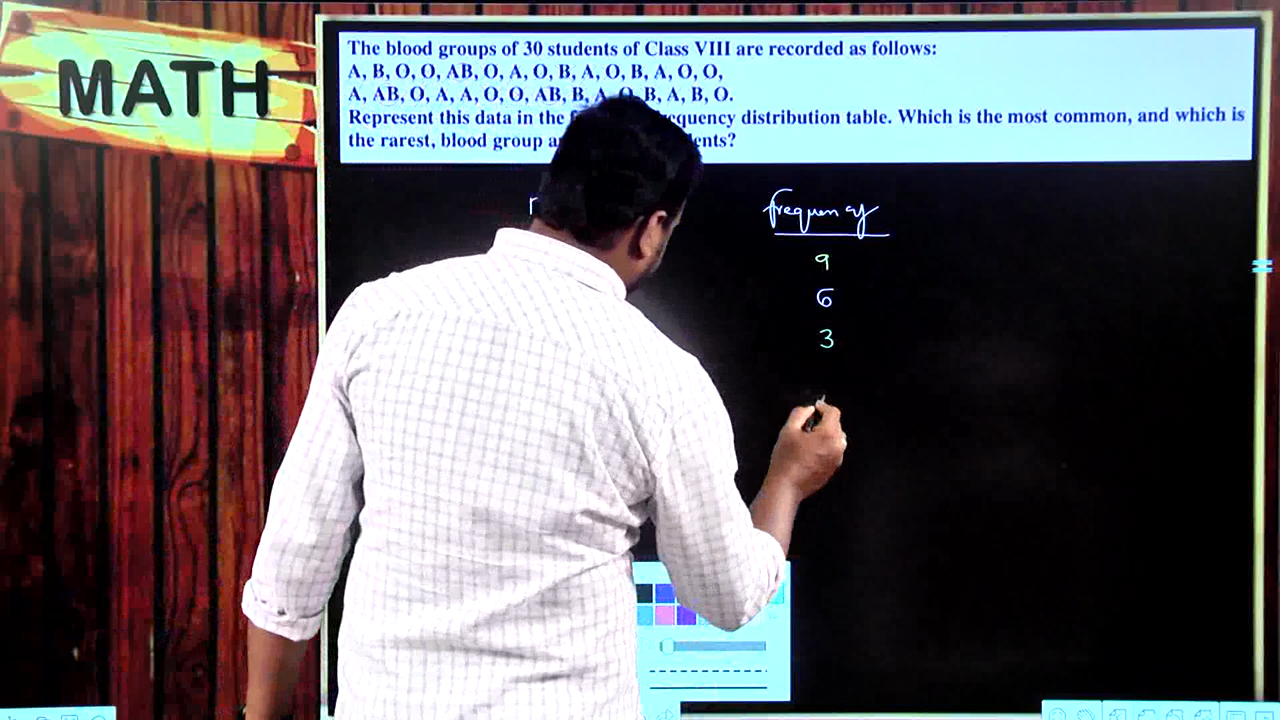 MATH
The blood groups of 30 students of Class VIII are recorded as follows:
A, B, O, O, AB, O, A, O, B, A, O, B, A, O, O,
A, AB, O, A, A, O, O, AB, B, A, O, B, A, B, O.
Represent this data in the frequency distribution table. Which is the most common, and which is
the rarest, blood group students?
frequency
9
6
3